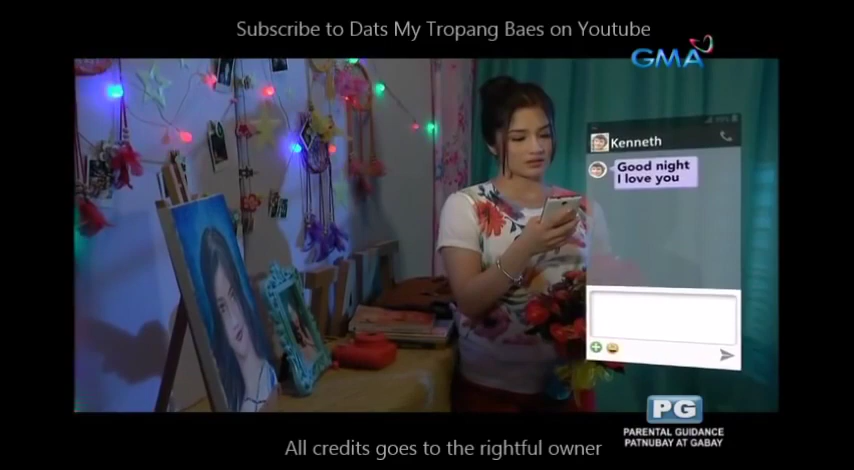 Subscribe to Dats My Tropang Baes on Youtube
GMA
Kenneth
Good night
I love you
PG
PARENTAL GUIDANCE
PATNUBAY AT GABAY
All credits goes to the rightful owner